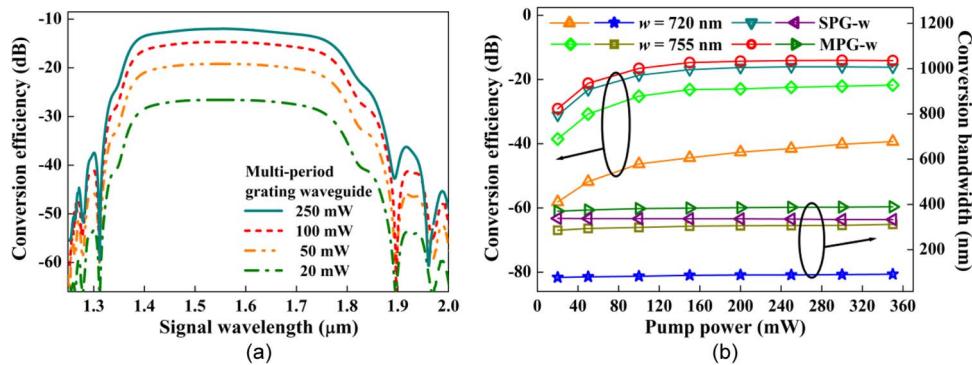 Conversion efficiency (dB)
-10
-20
-30
-40
-50
-60
Multi-period
grating waveguide
250 mW
100 mW
50 mW
20 mW
1.3 1.4 1.5 1.6 1.7 1.8 1.9 2.0
Signal wavelength (μm)
(a)
Conversion efficiency (dB)
0
-20
-40
-60
-80
w = 720 nm SPG-w
w = 755 nm MPG-w
1200
1000
800
600
400
200
Conversion bandwidth (nm)
0 40 80 120 160 200 240 280 320 360
Pump power (mW)
(b)